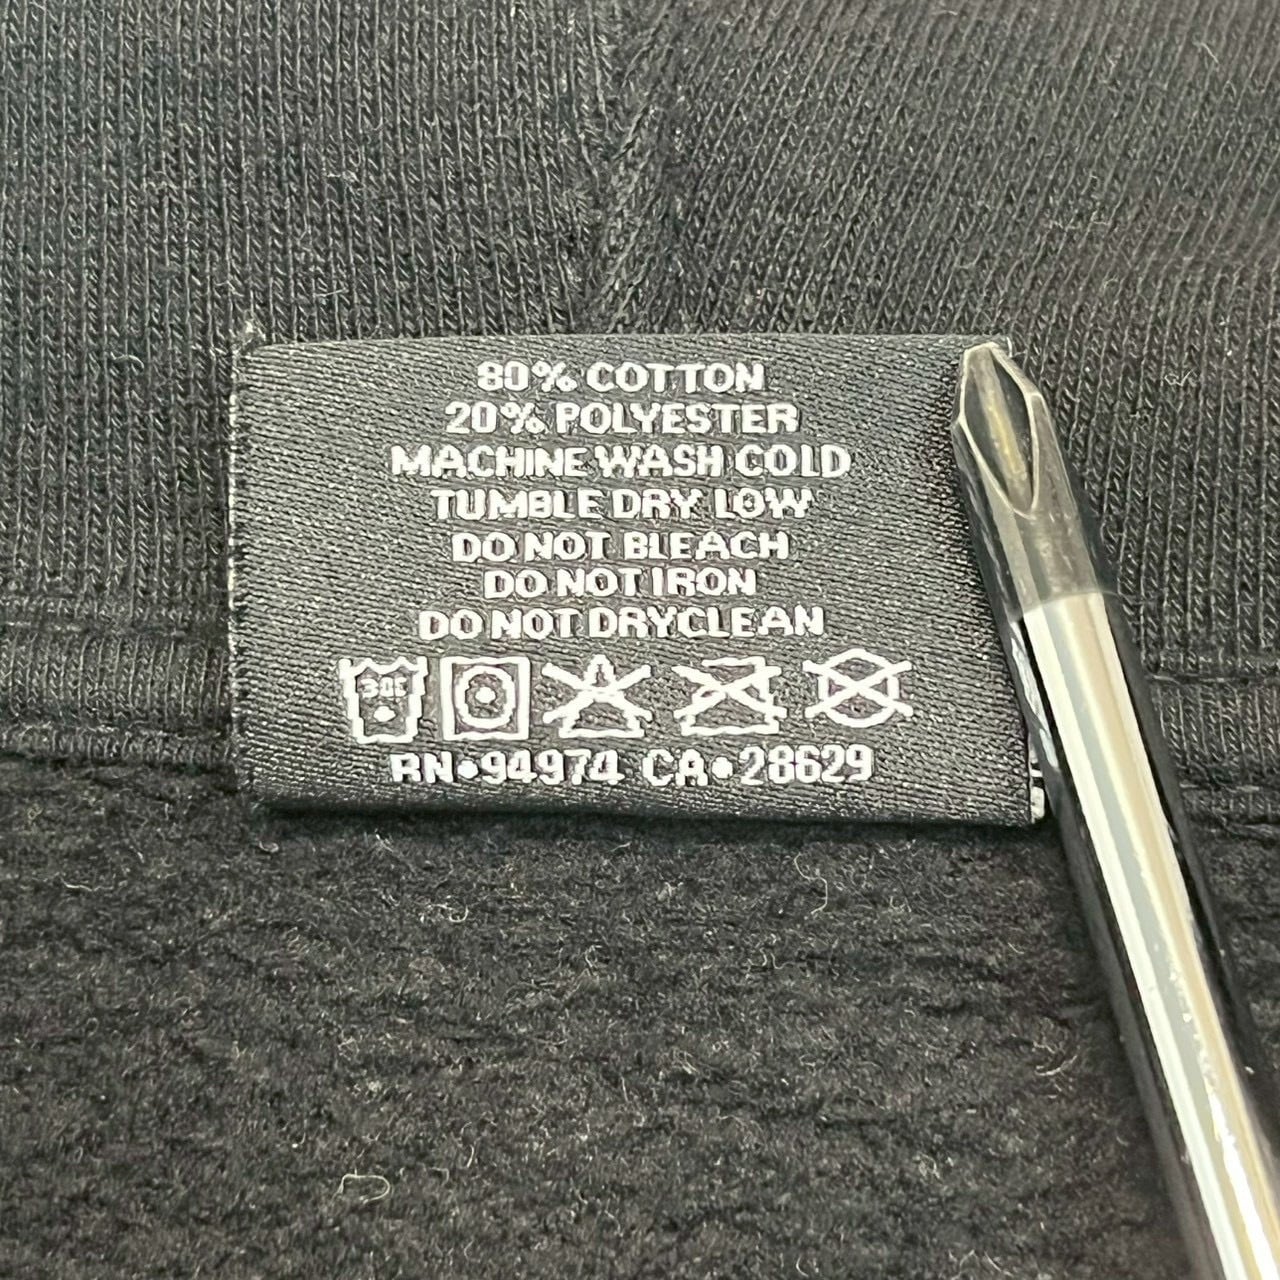 80% COTTON
20% POLYESTER
MACHINE WASH COLD
TUMBLE DRY LOW
DO NOT BLEACH
DO NOT IRON
DO NOT DRYCLEAN
30C
RN•94974 CA•28629